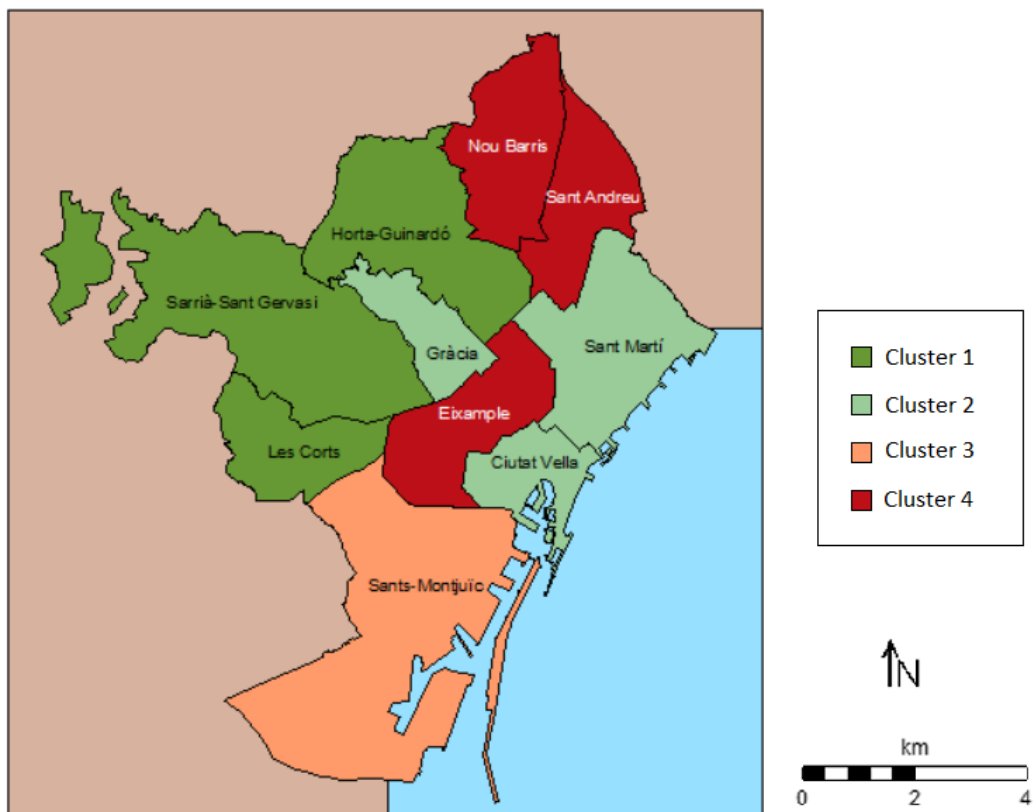 Nou Barris
Sant Andreu
Horta-Guinardó
Sarrià-Sant Gervasi
Gràcia
Sant Martí
Eixample
Les Corts
Ciutat Vella
Sants-Montjuïc
Cluster 1
Cluster 2
Cluster 3
Cluster 4
N
km
0 2 4